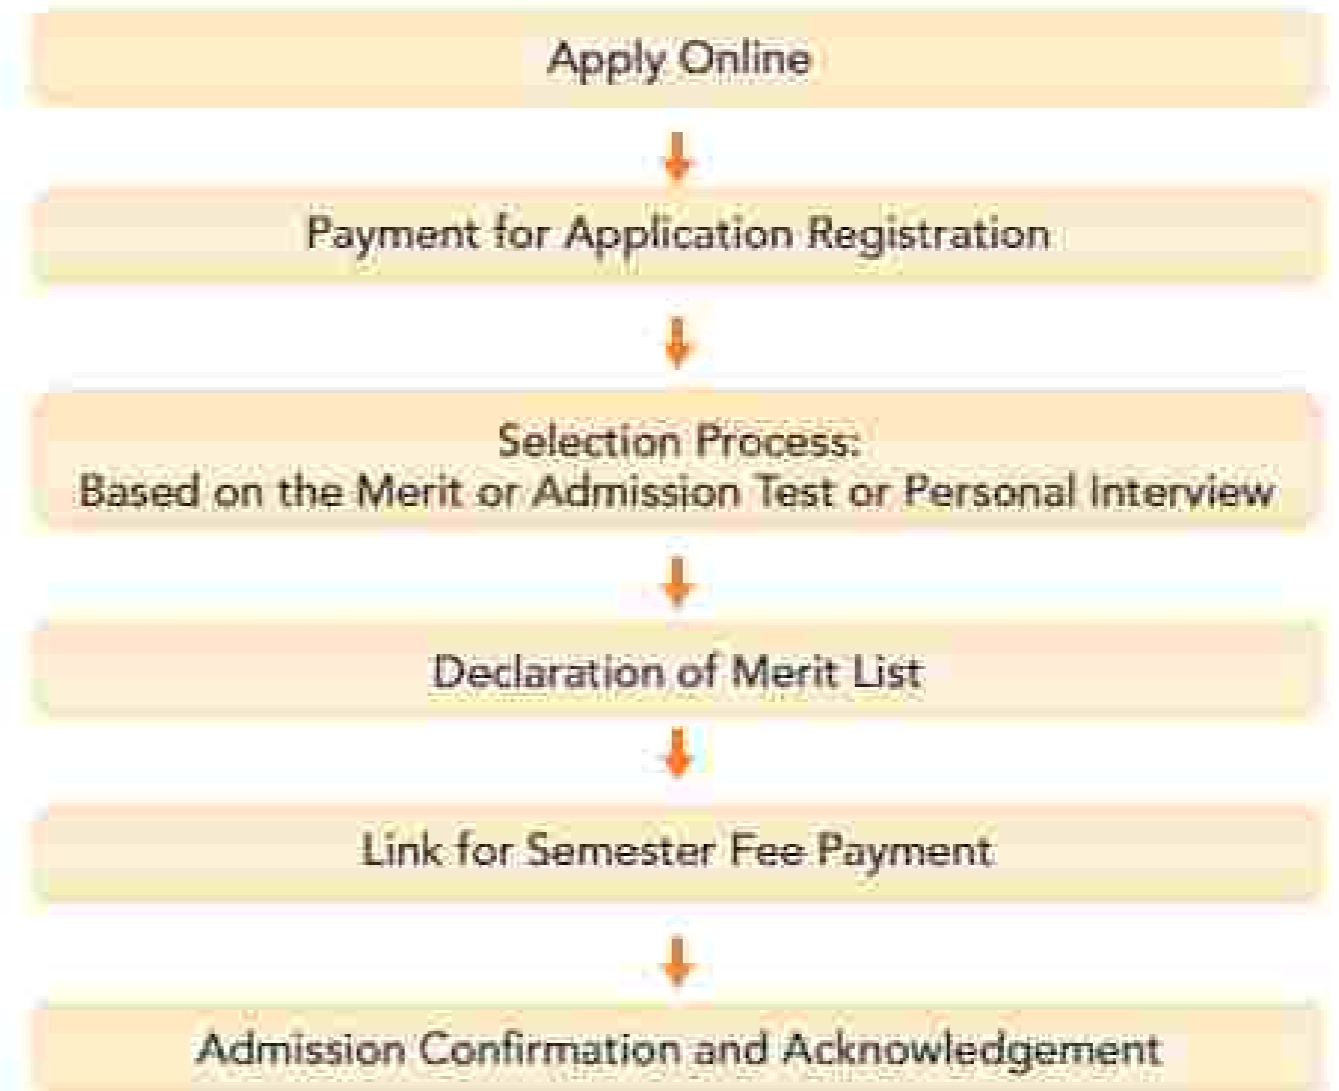 Apply Online
Payment for Application Registration
Selection Process:
Based on the Merit or Admission Test or Personal Interview
Declaration of Merit List
Link for Semester Fee Payment
Admission Confirmation and Acknowledgement